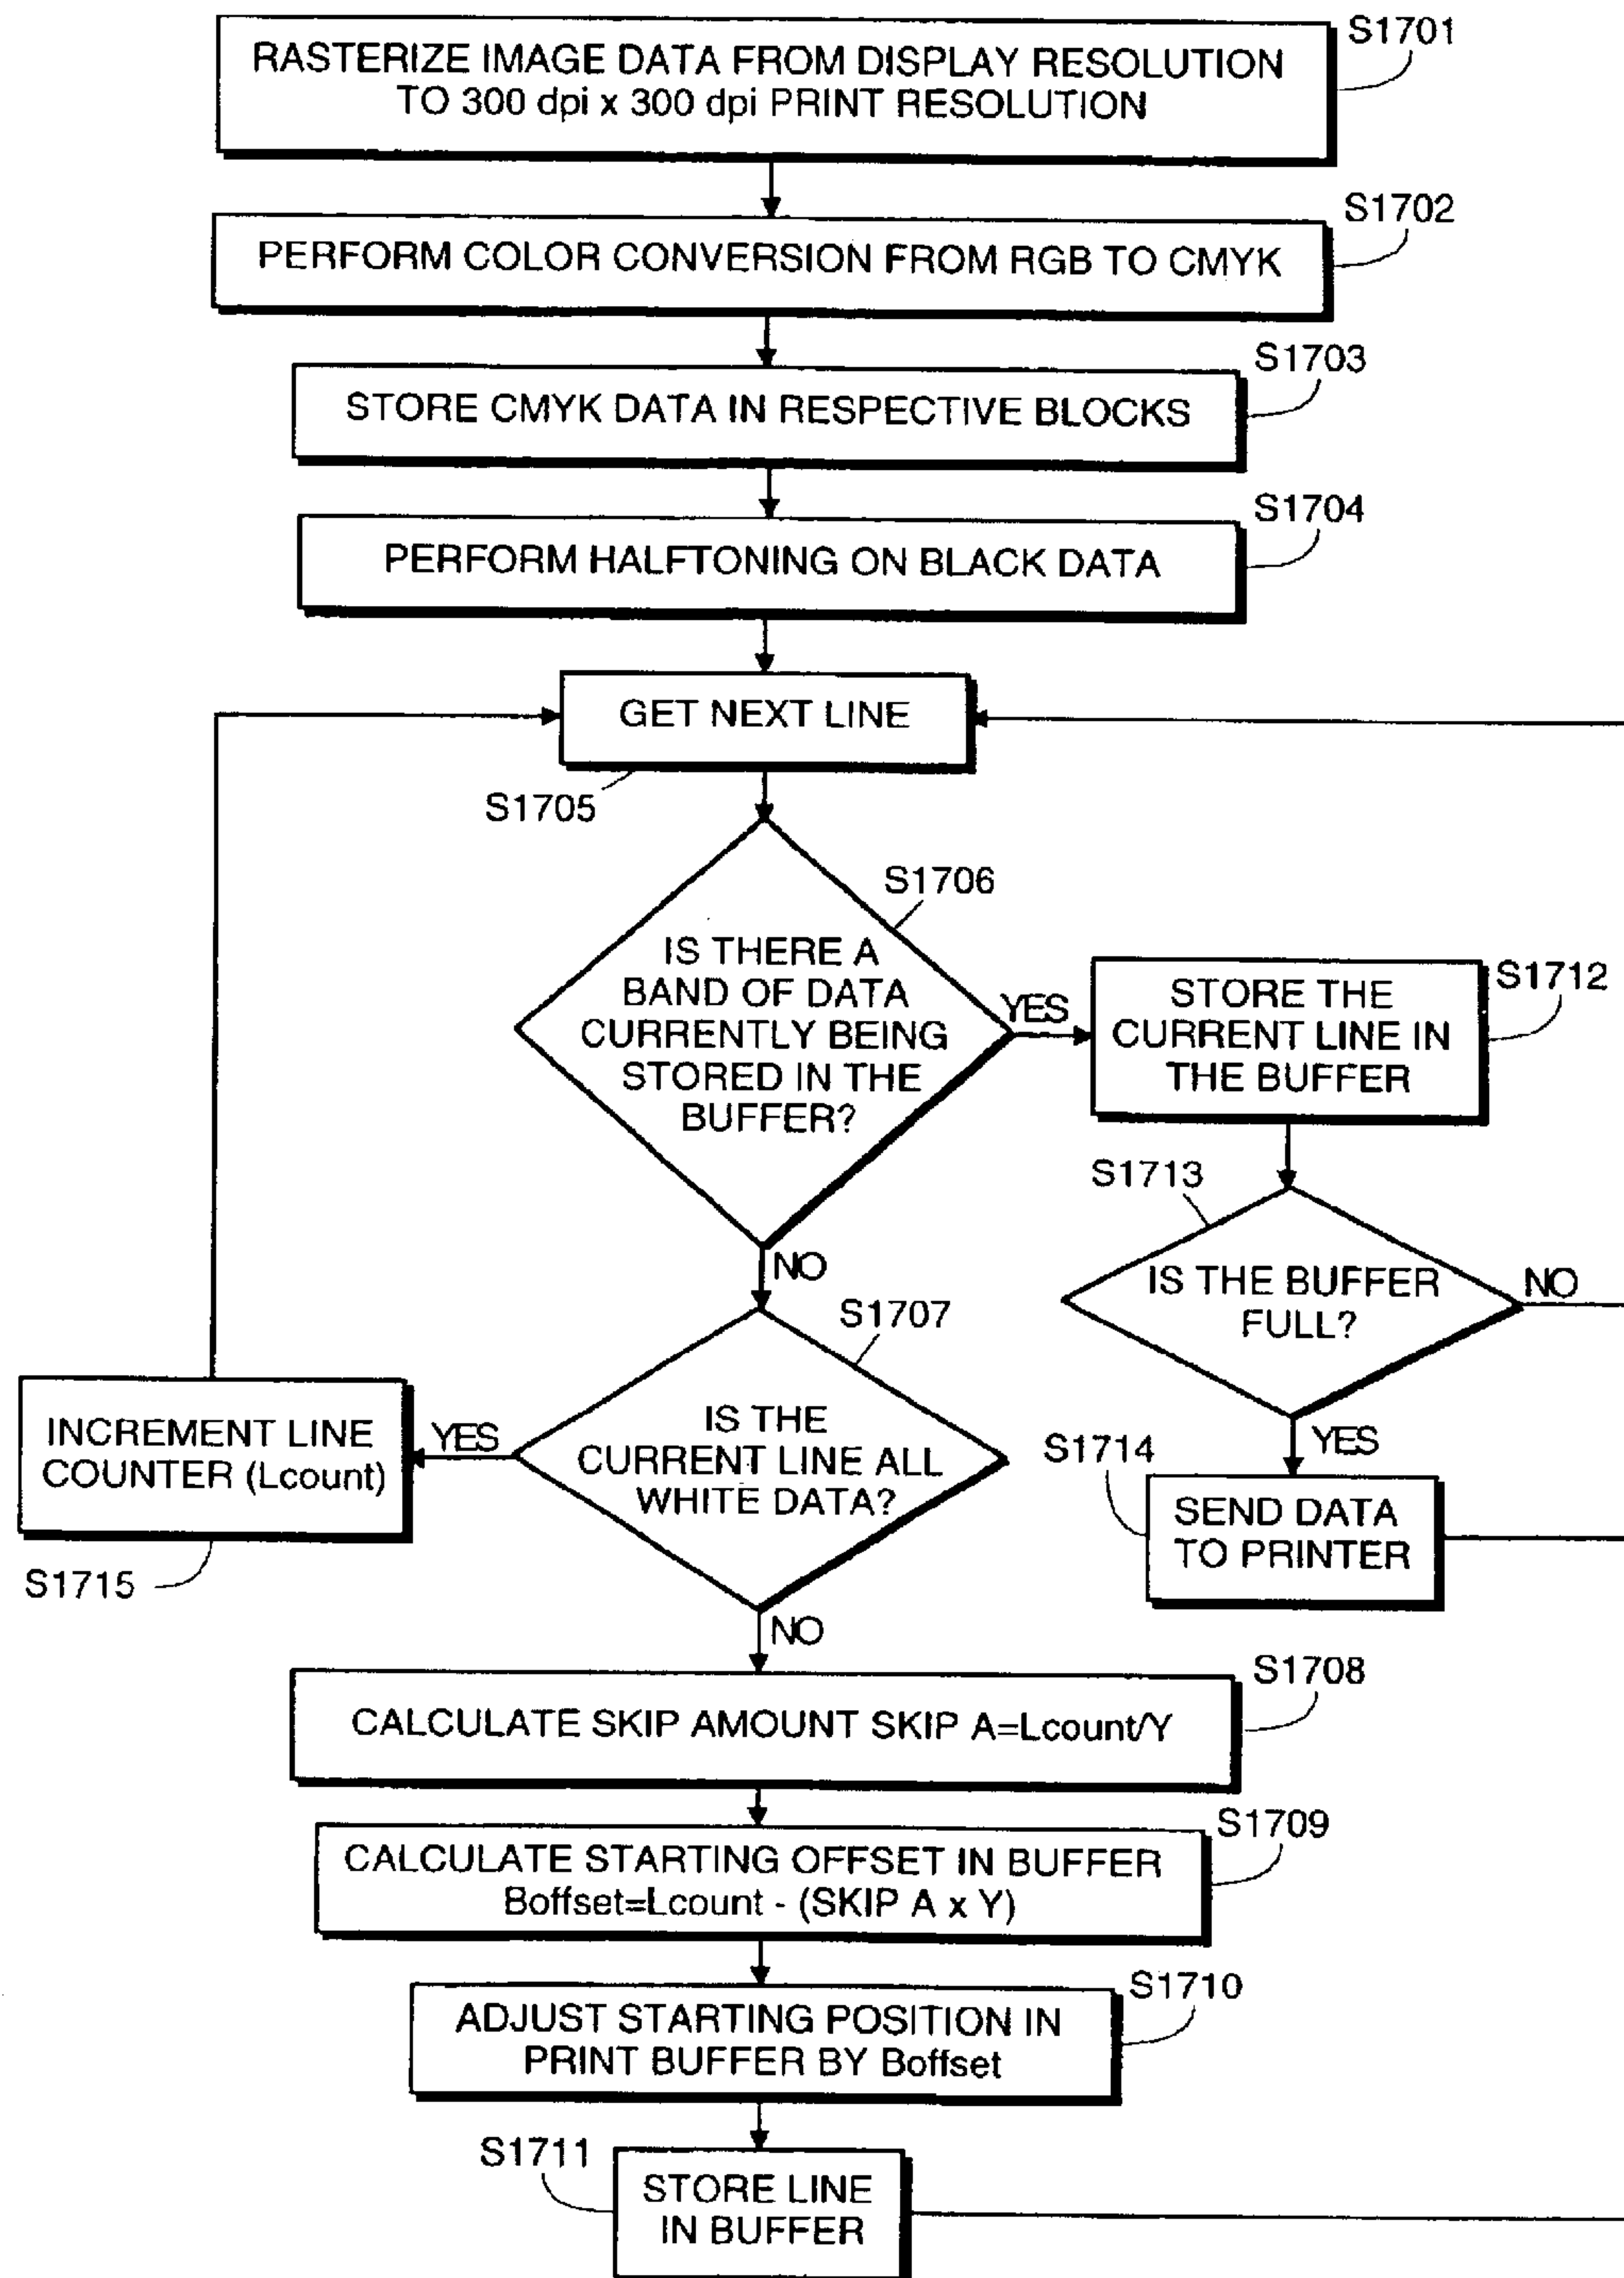 S1701
RASTERIZE IMAGE DATA FROM DISPLAY RESOLUTION
TO 300 dpi x 300 dpi PRINT RESOLUTION
S1702
PERFORM COLOR CONVERSION FROM RGB TO CMYK
S1703
STORE CMYK DATA IN RESPECTIVE BLOCKS
S1704
PERFORM HALFTONING ON BLACK DATA
GET NEXT LINE
S1705
S1706
IS THERE A
BAND OF DATA
CURRENTLY BEING
STORED IN THE
BUFFER?
YES
NO
S1712
STORE THE
CURRENT LINE IN
THE BUFFER
S1713
IS THE BUFFER
FULL?
NO
YES
S1714
SEND DATA
TO PRINTER
S1707
IS THE
CURRENT LINE ALL
WHITE DATA?
YES
NO
INCREMENT LINE
COUNTER (Lcount)
S1715
S1708
CALCULATE SKIP AMOUNT SKIP A=Lcount/Y
S1709
CALCULATE STARTING OFFSET IN BUFFER
Boffset=Lcount - (SKIP A x Y)
S1710
ADJUST STARTING POSITION IN
PRINT BUFFER BY Boffset
S1711
STORE LINE
IN BUFFER